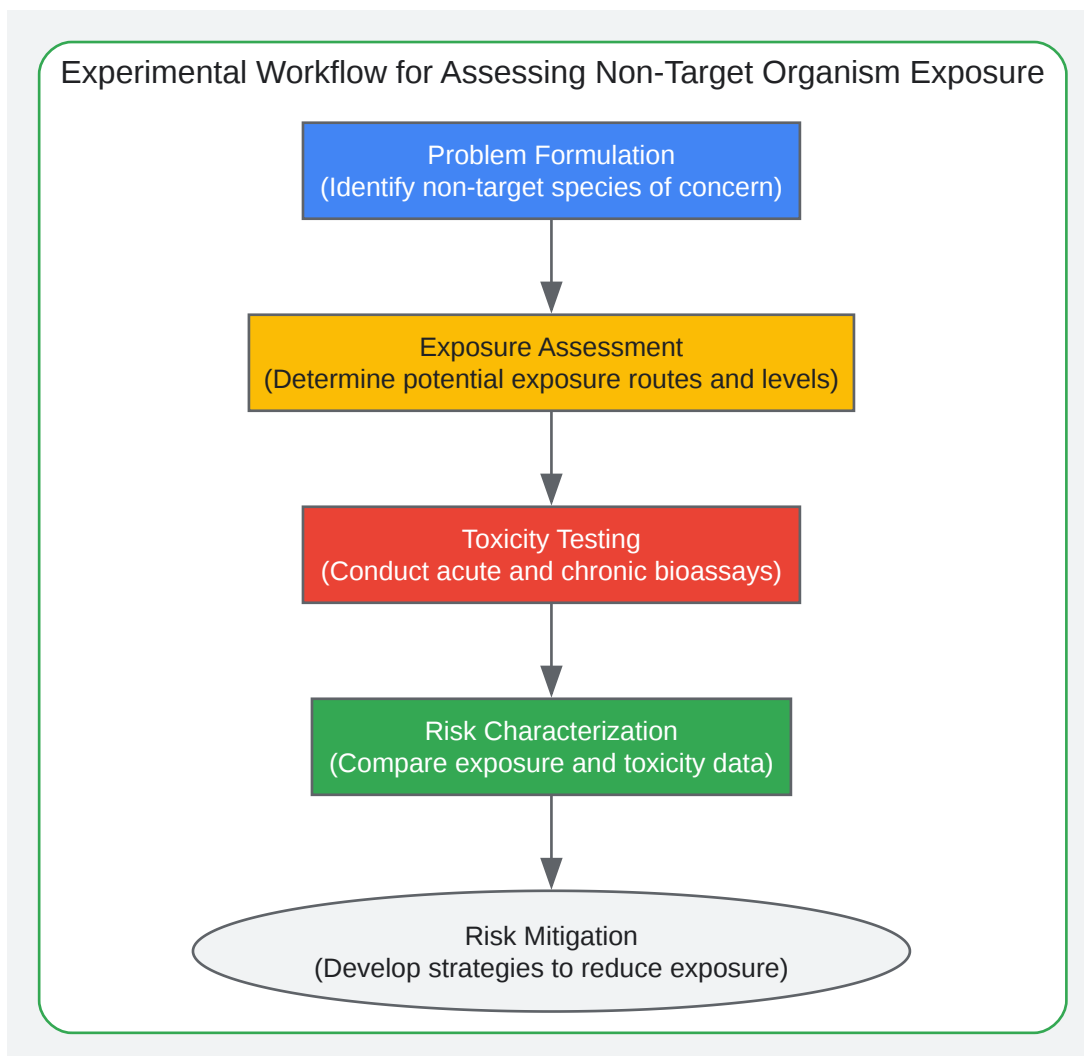 Experimental Workflow for Assessing Non-Target Organism Exposure
Problem Formulation
(Identify non-target species of concern)
Exposure Assessment
(Determine potential exposure routes and levels)
Toxicity Testing
(Conduct acute and chronic bioassays)
Risk Characterization
(Compare exposure and toxicity data)
Risk Mitigation
(Develop strategies to reduce exposure)